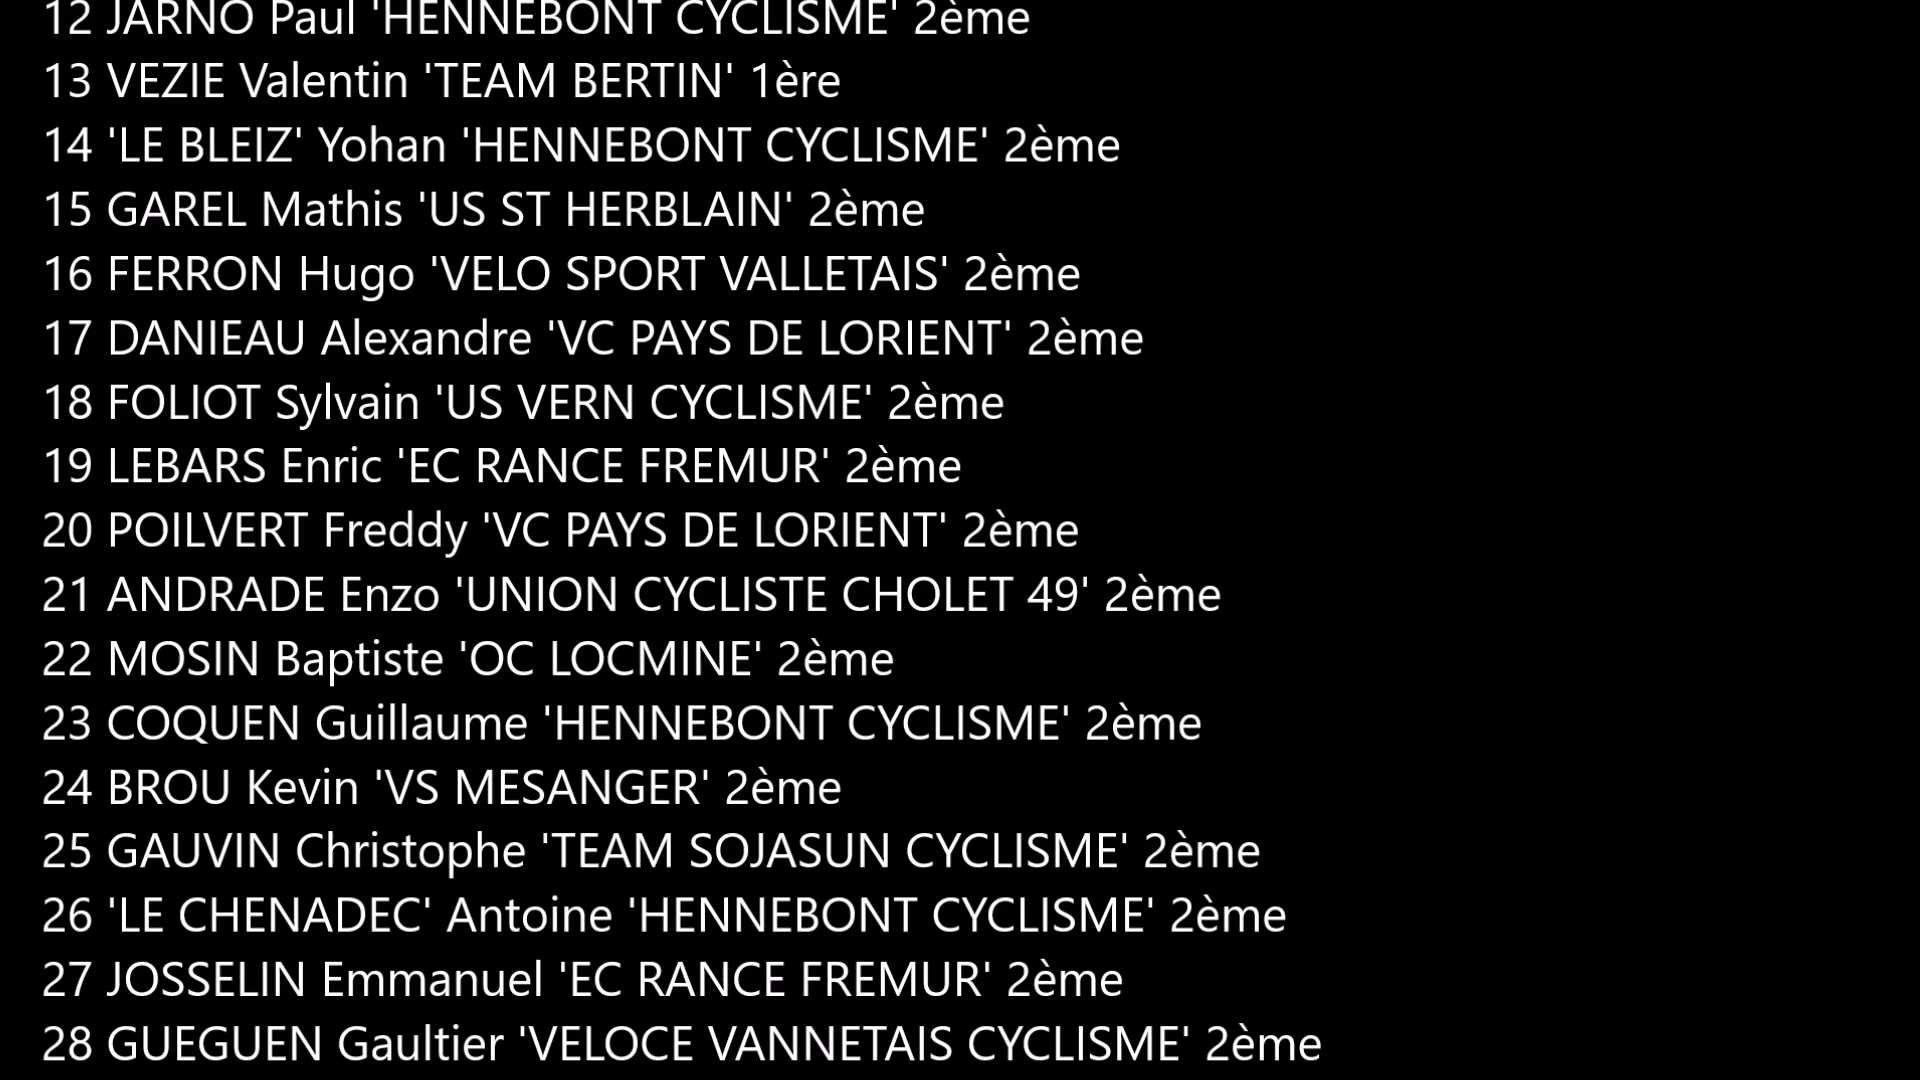 12 JARNO Paul 'HENNEBONT CYCLISME' 2ème
13 VEZIE Valentin 'TEAM BERTIN' 1ère
14 'LE BLEIZ' Yohan 'HENNEBONT CYCLISME' 2ème
15 GAREL Mathis 'US ST HERBLAIN' 2ème
16 FERRON Hugo 'VELO SPORT VALLETAIS' 2ème
17 DANIEAU Alexandre 'VC PAYS DE LORIENT' 2ème
18 FOLIOT Sylvain 'US VERN CYCLISME' 2ème
19 LEBARS Enric 'EC RANCE FREMUR' 2ème
20 POILVERT Freddy 'VC PAYS DE LORIENT' 2ème
21 ANDRADE Enzo 'UNION CYCLISTE CHOLET 49' 2ème
22 MOSIN Baptiste 'OC LOCMINE' 2ème
23 COQUEN Guillaume 'HENNEBONT CYCLISME' 2ème
24 BROU Kevin 'VS MESANGER' 2ème
25 GAUVIN Christophe 'TEAM SOJASUN CYCLISME' 2ème
26 'LE CHENADEC' Antoine 'HENNEBONT CYCLISME' 2ème
27 JOSSELIN Emmanuel 'EC RANCE FREMUR' 2ème
28 GUEGUEN Gaultier 'VELOCE VANNETAIS CYCLISME' 2ème